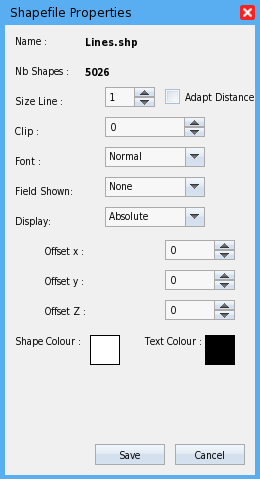 Shapefile Properties
Name : Lines.shp
Nb Shapes : 5026
Size Line : 1 Adapt Distance
Clip : 0
Font : Normal
Field Shown: None
Display: Absolute
Offset x : 0
Offset y : 0
Offset Z : 0
Shape Colour : Text Colour :
Save Cancel